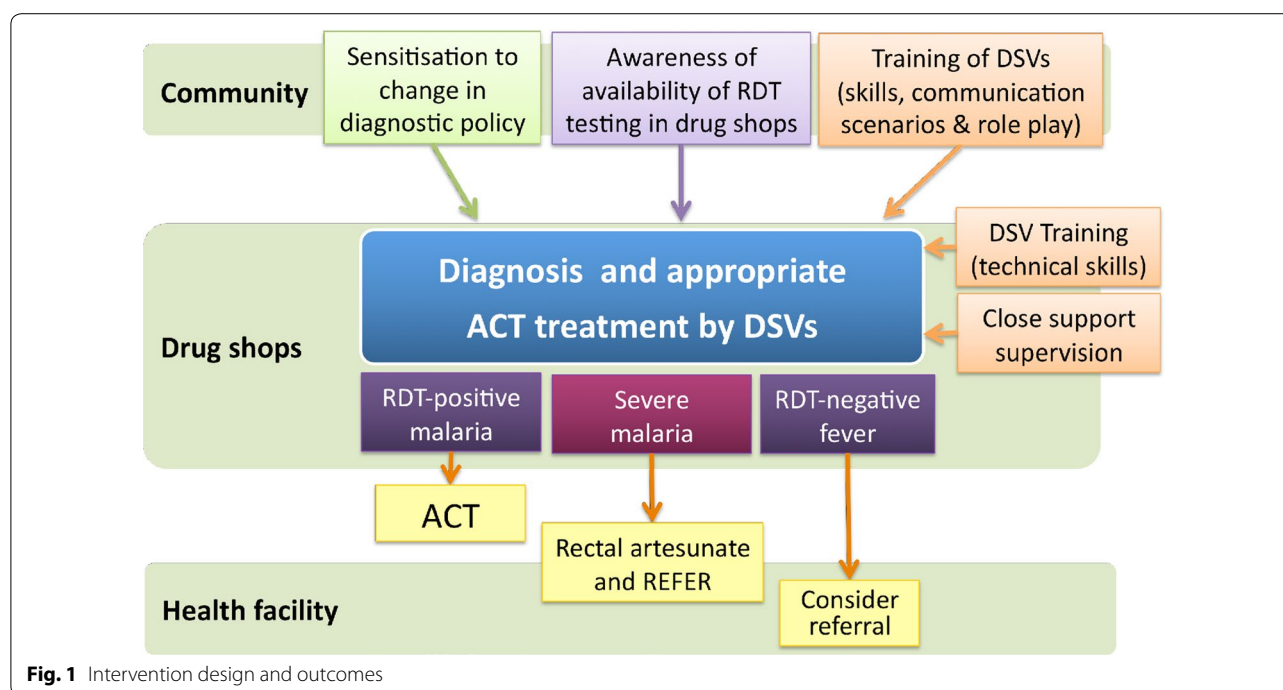 Community
Sensitisation to
change in
diagnostic policy
Awareness of
availability of RDT
testing in drug shops
Training of DSVs
(skills, communication
scenarios & role play)
Drug shops
Diagnosis and appropriate
ACT treatment by DSVs
DSV Training
(technical skills)
Close support
supervision
RDT-positive
malaria
Severe
malaria
RDT-negative
fever
ACT
Rectal artesunate
and REFER
Consider
referral
Health facility
Fig. 1 Intervention design and outcomes